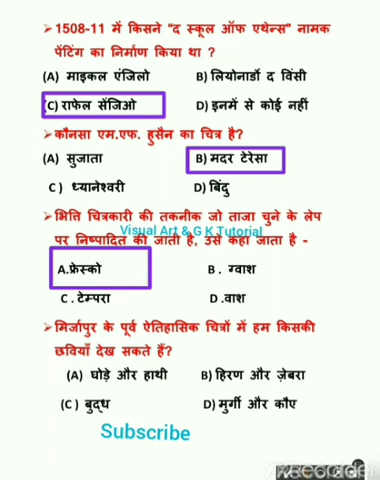 ➢1508-11 में किसने "द स्कूल ऑफ एथेन्स" नामक
पेंटिंग का निर्माण किया था ?
(A) माइकल एंजिलो B) लियोनार्डो द विंसी
(C) राफेल सेंजिओ D) इनमें से कोई नहीं
➢कौनसा एम.एफ. हुसैन का चित्र है?
(A) सुजाता B) मदर टेरेसा
C ) ध्यानेश्वरी D) बिंदु
➢भित्ति चित्रकारी की तकनीक जो ताजा चुने के लेप
Visual Art & G K Tutorial
पर निष्पादित की जाती है, उसे कहा जाता है -
A.फ्रेस्को B . ग्वाश
C . टेम्परा D .वाश
➢मिर्जापुर के पूर्व ऐतिहासिक चित्रों में हम किसकी
छवियाँ देख सकते हैं?
(A) घोड़े और हाथी B) हिरण और ज़ेबरा
(C ) बुद्ध D) मुर्गी और कौए
Subscribe